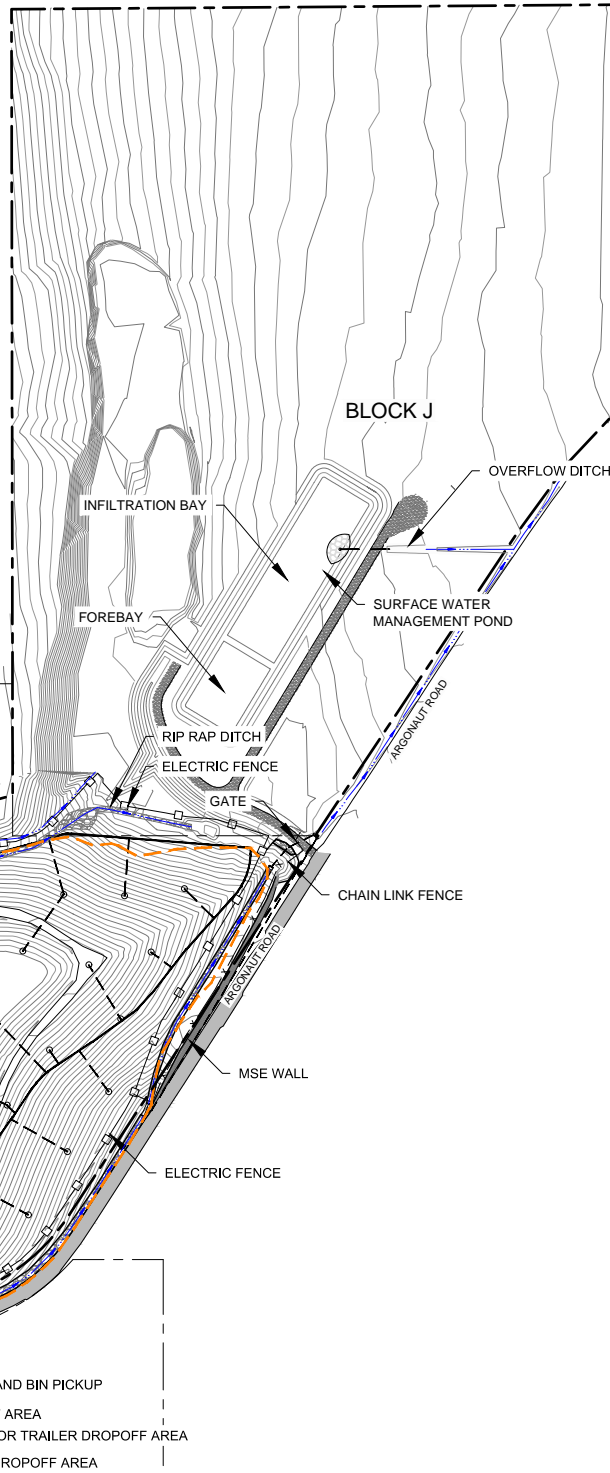 BLOCK J
OVERFLOW DITCH
INFILTRATION BAY
SURFACE WATER
MANAGEMENT POND
FOREBAY
ARGONAUT ROAD
RIP RAP DITCH
ELECTRIC FENCE
GATE
CHAIN LINK FENCE
ARGONAUT ROAD
MSE WALL
ELECTRIC FENCE
AND BIN PICKUP
AREA
OR TRAILER DROPOFF AREA
DROPOFF AREA